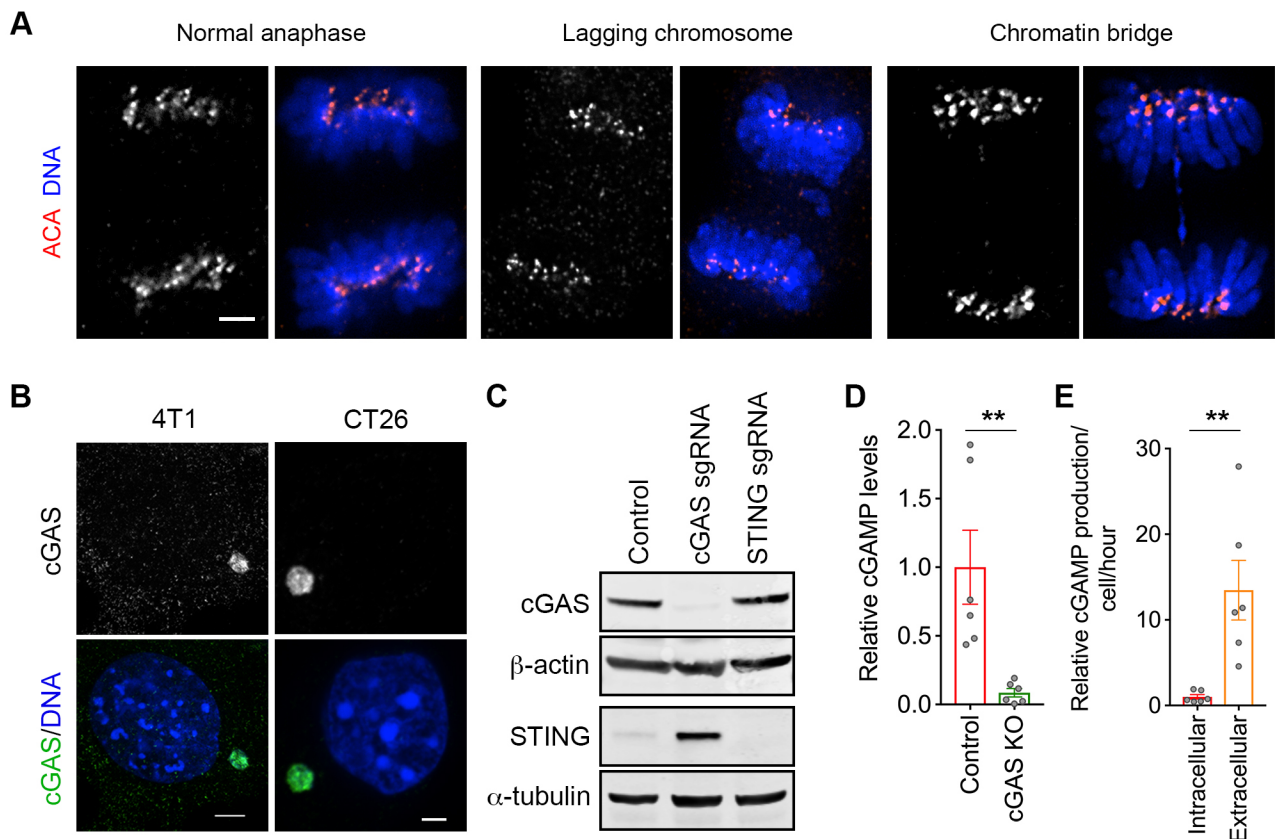 A
Normal anaphase
Lagging chromosome
Chromatin bridge
ACA DNA
B
4T1
CT26
cGAS
cGAS/DNA
C
Control
cGAS sgRNA
STING sgRNA
cGAS
β-actin
STING
α-tubulin
D
**
Relative cGAMP levels
2.0
1.5
1.0
0.5
0.0
Control
cGAS KO
E
**
Relative cGAMP production/
cell/hour
30
20
10
0
Intracellular
Extracellular